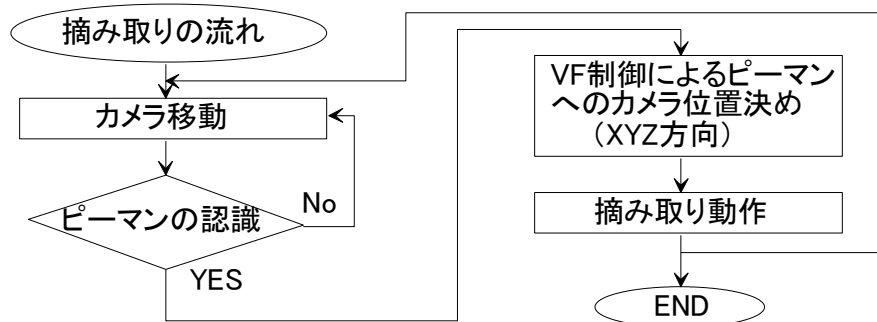 摘み取りの流れ
カメラ移動
ピーマンの認識
No
YES
VF制御によるピーマン
へのカメラ位置決め
(XYZ方向)
摘み取り動作
END